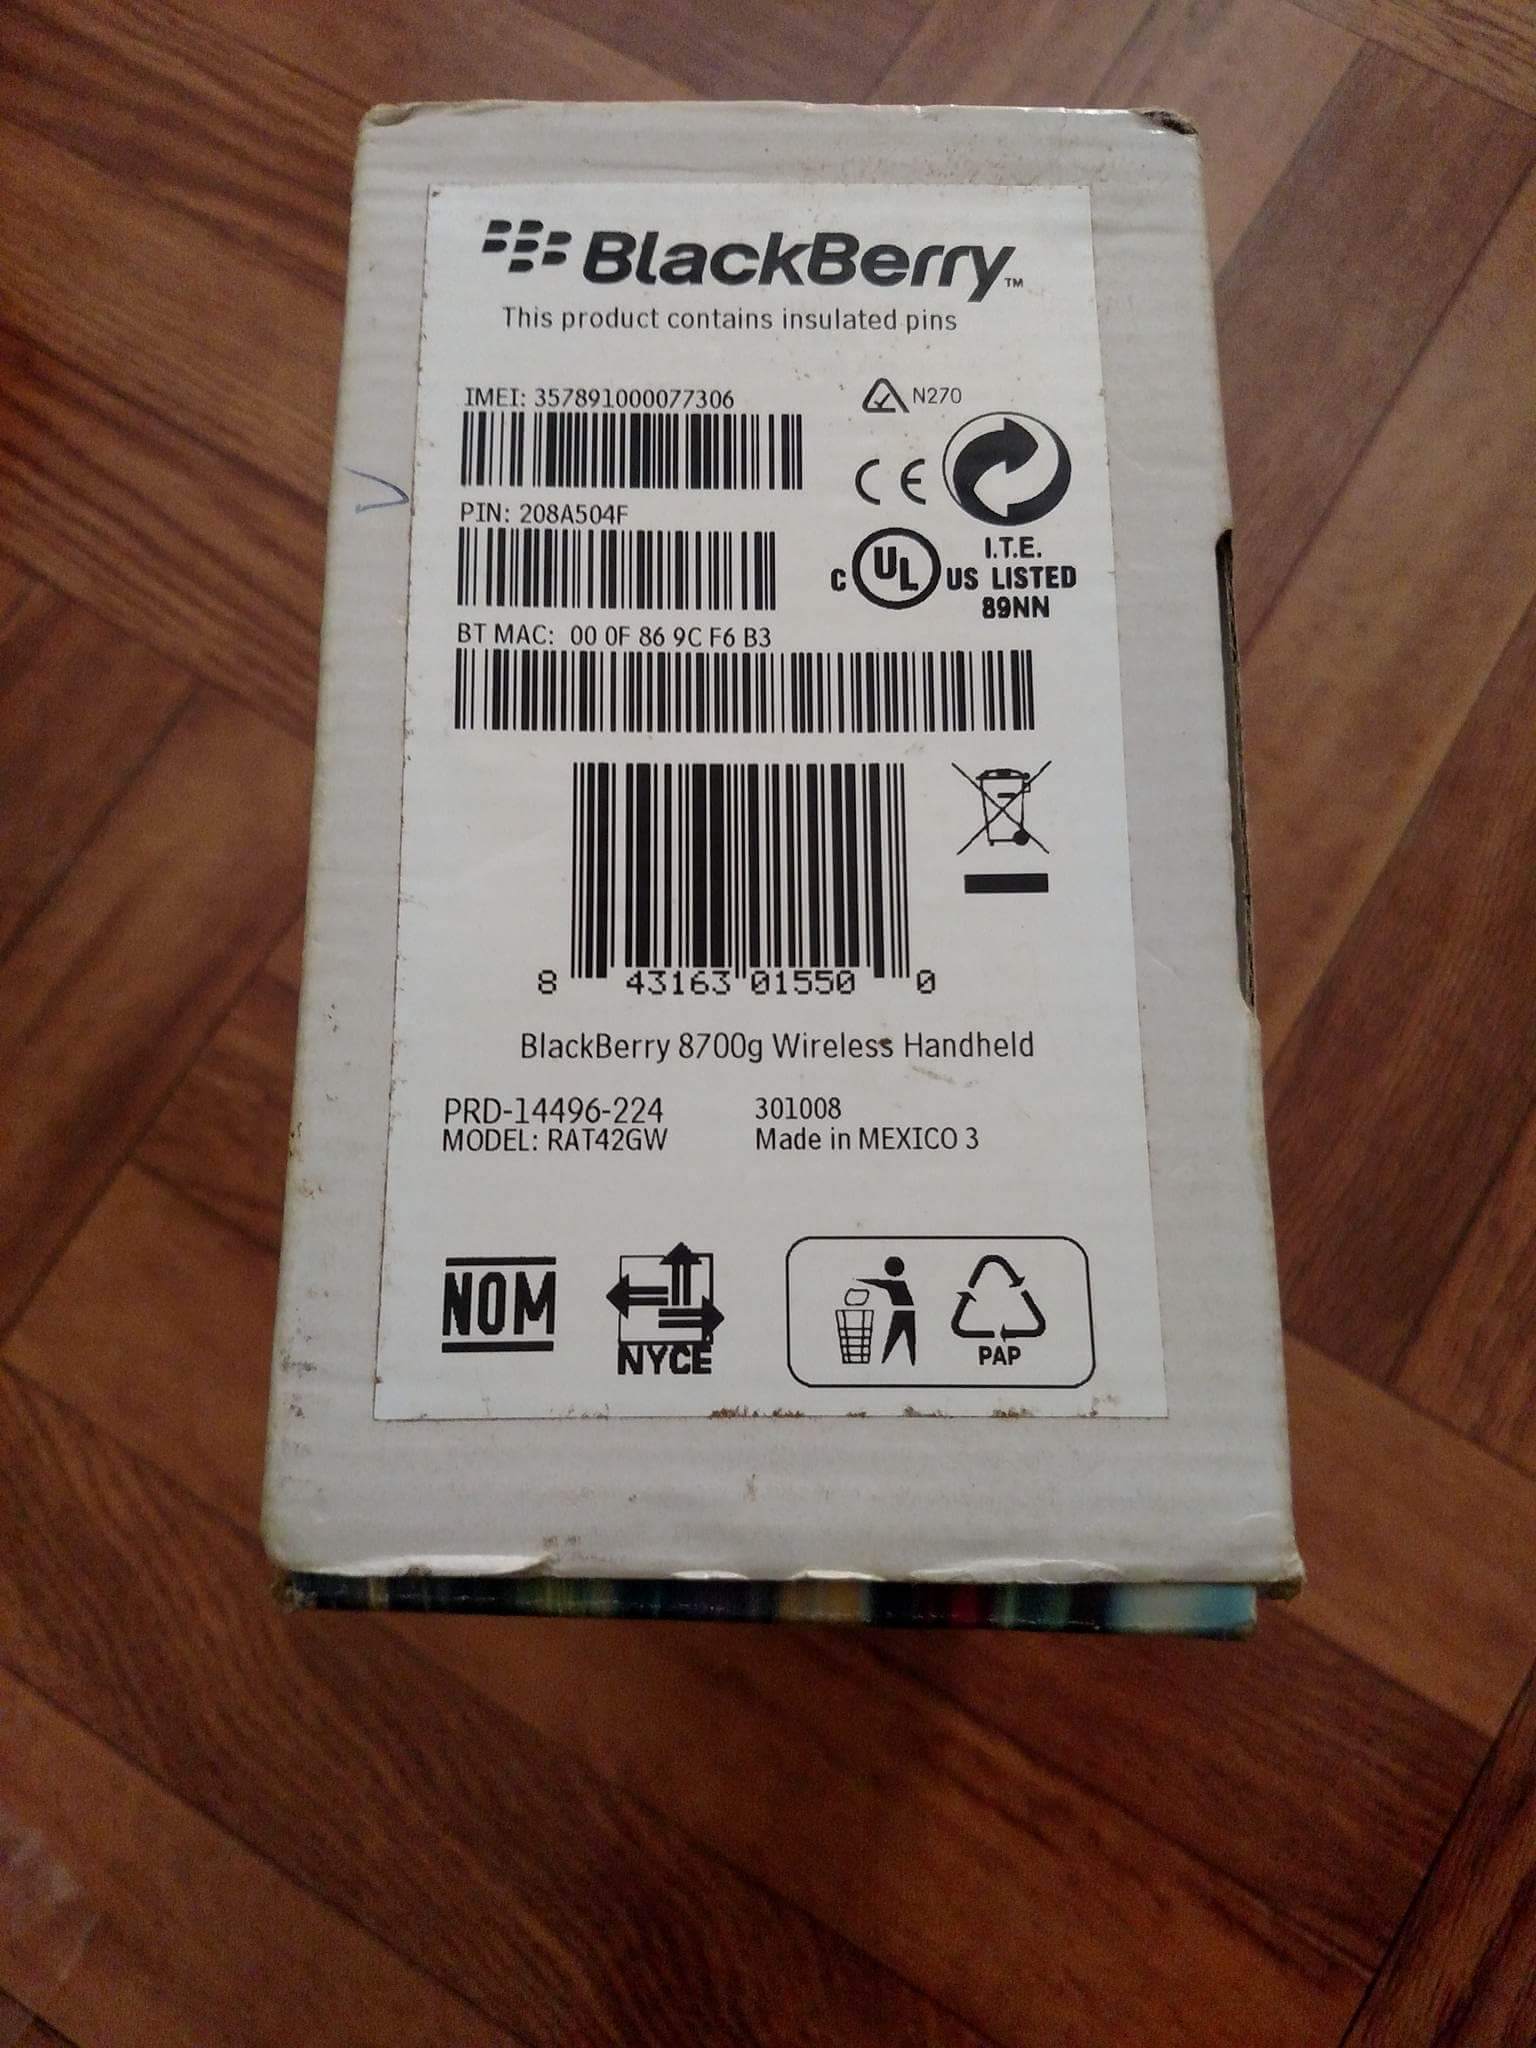 BlackBerry™
This product contains insulated pins
IMEI: 357891000077306
N270
CE
PIN: 208A504F
C UL US LISTED
I.T.E.
89NN
BT MAC: 00 0F 86 9C F6 B3
8 43163 01550 0
BlackBerry 8700g Wireless Handheld
PRD-14496-224
301008
MODEL: RAT42GW
Made in MEXICO 3
NOM
NYCE
PAP